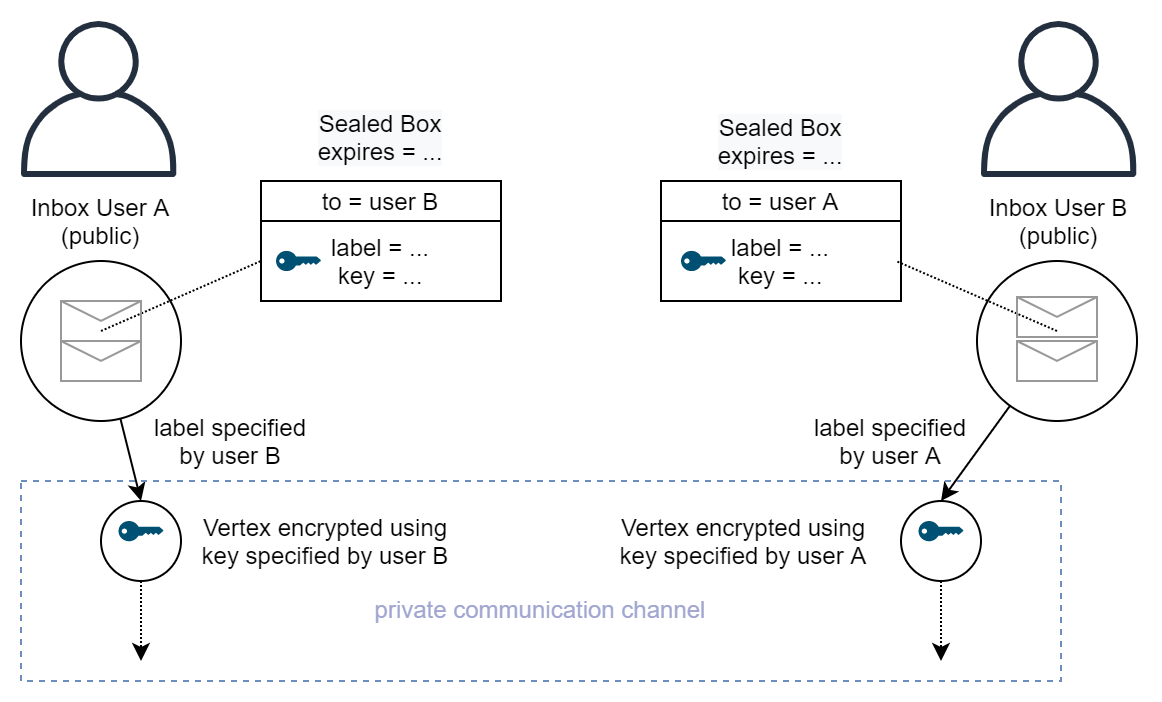 Sealed Box
expires = ...
to = user B
label = ...
key = ...
Sealed Box
expires = ...
to = user A
label = ...
key = ...
Inbox User A
(public)
Inbox User B
(public)
label specified
by user B
label specified
by user A
Vertex encrypted using
key specified by user B
Vertex encrypted using
key specified by user A
private communication channel